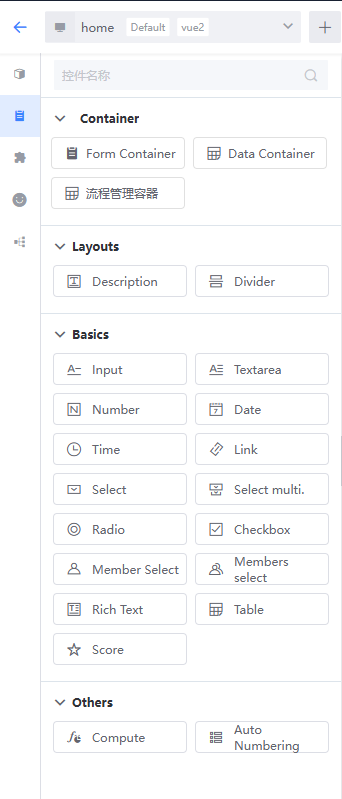 home Default vue2
控件名称
Container
Form Container Data Container
流程管理容器
Layouts
Description Divider
Basics
Input Textarea
Number Date
Time Link
Select Select multi.
Radio Checkbox
Member Select Members select
Rich Text Table
Score
Others
Compute Auto Numbering